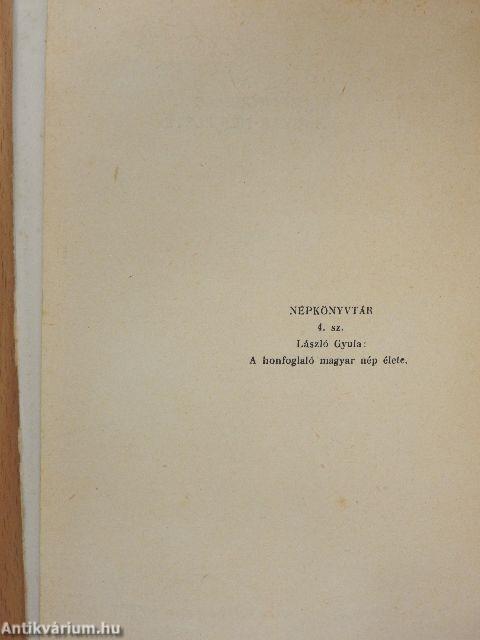 NÉPKÖNYVTÁR
4. sz.
László Gyula:
A honfoglaló magyar nép élete.
Antikvárium.hu